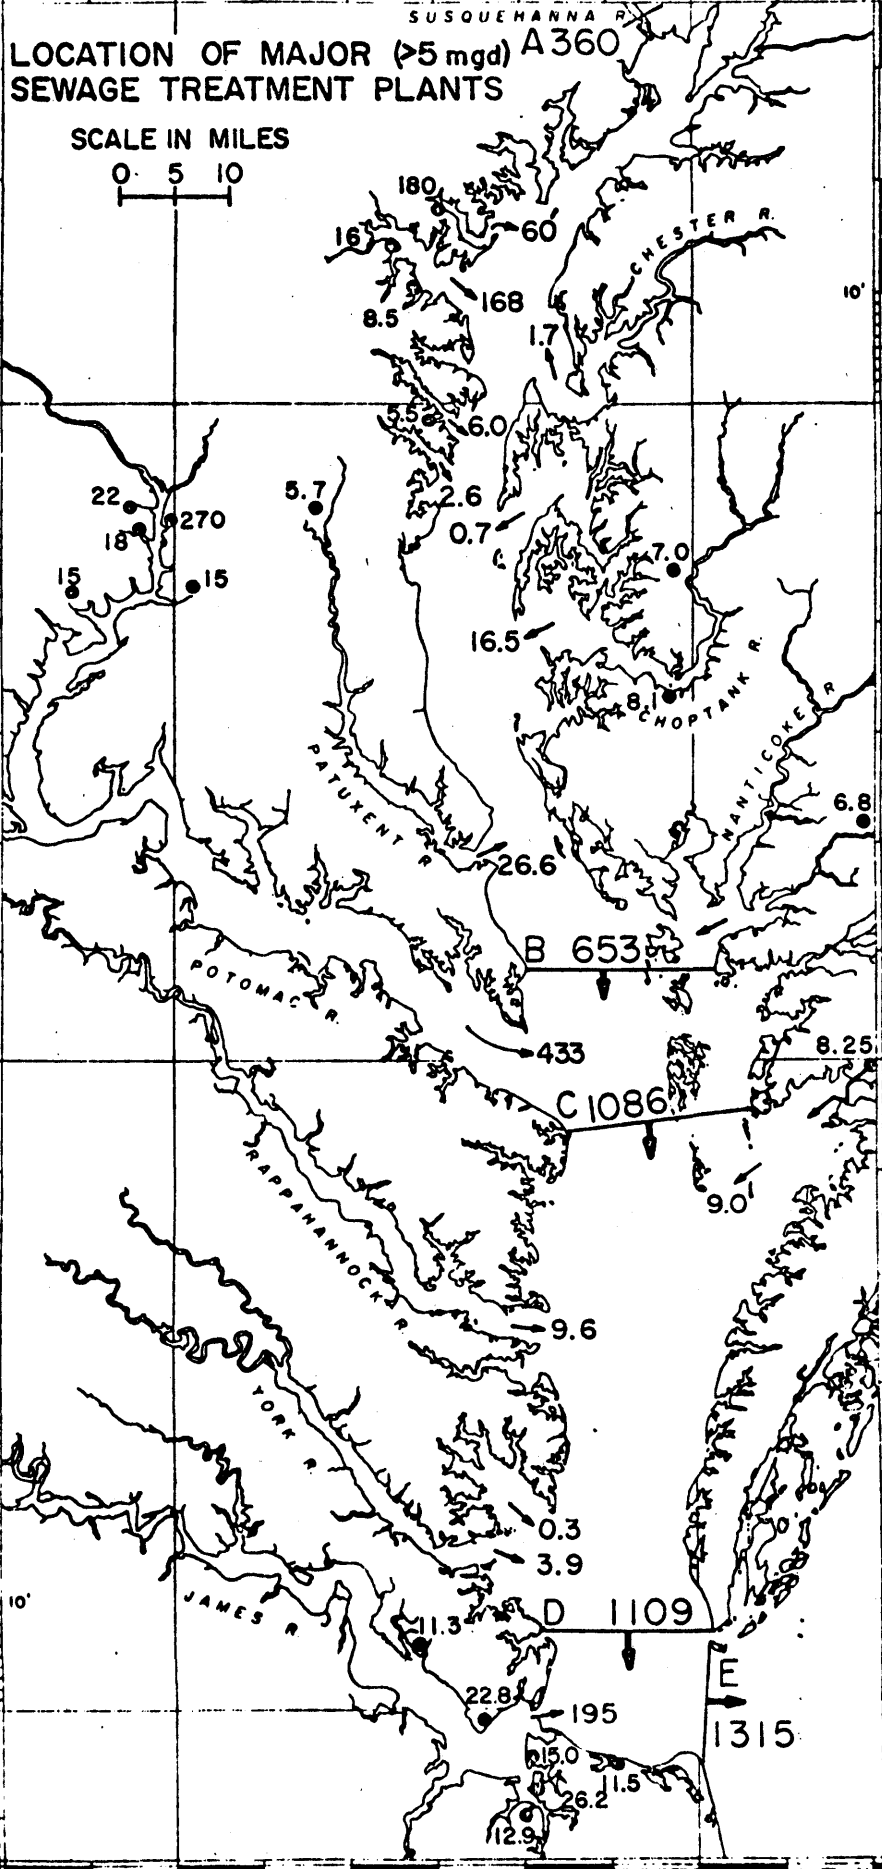 SUSQUEHANNA R.
A 360
LOCATION OF MAJOR (>5 mgd)
SEWAGE TREATMENT PLANTS
SCALE IN MILES
0 5 10
180
60
16
CHESTER R.
168
8.5
10'
1.7
5.5
6.0
2.6
22
5.7
0.7
270
18
7.0
15
15
16.5
8.1
CHOPTANK R.
NANTICOKE R
PATUXENT R
6.8
26.6
B 653
POTOMAC R.
433
8.25
C 1086
9.0
RAPPAHANNOCK R.
9.6
YORK R.
0.3
3.9
JAMES R.
10'
D 1109
11.3
E
22.8
195
1315
15.0
11.5
26.2
12.9